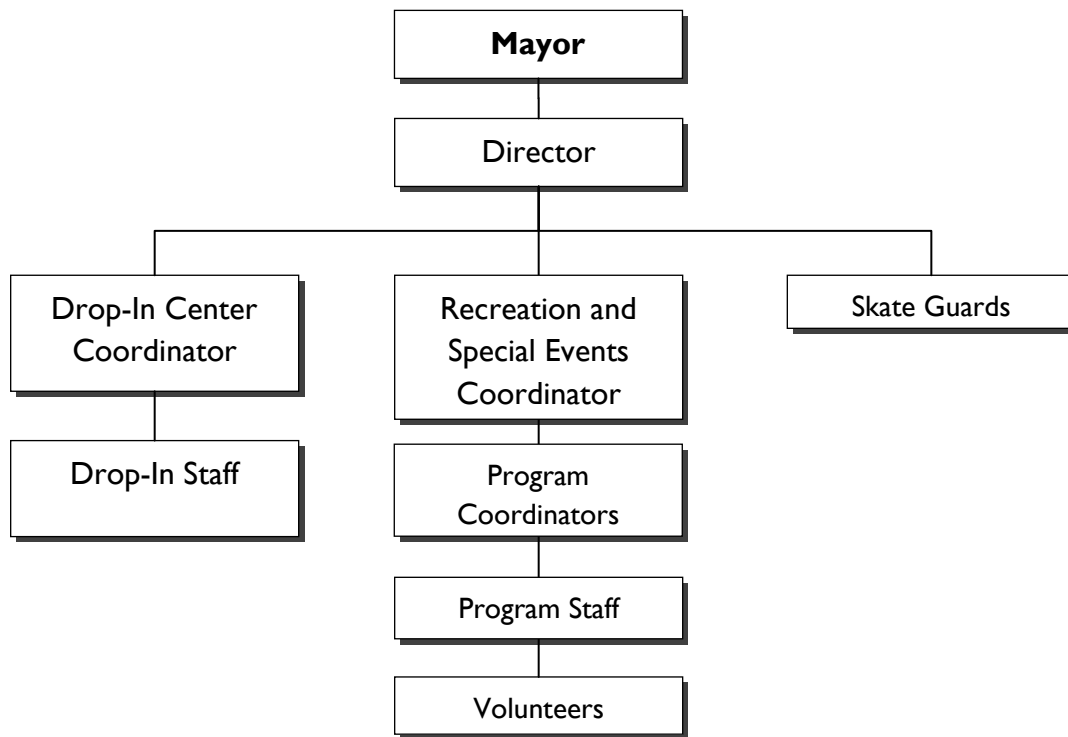 Mayor
Director
Drop-In Center
Coordinator
Recreation and
Special Events
Coordinator
Skate Guards
Drop-In Staff
Program
Coordinators
Program Staff
Volunteers